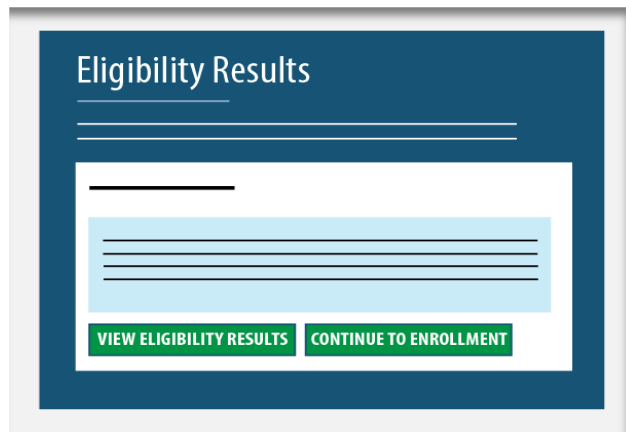 Eligibility Results
VIEW ELIGIBILITY RESULTS
CONTINUE TO ENROLLMENT